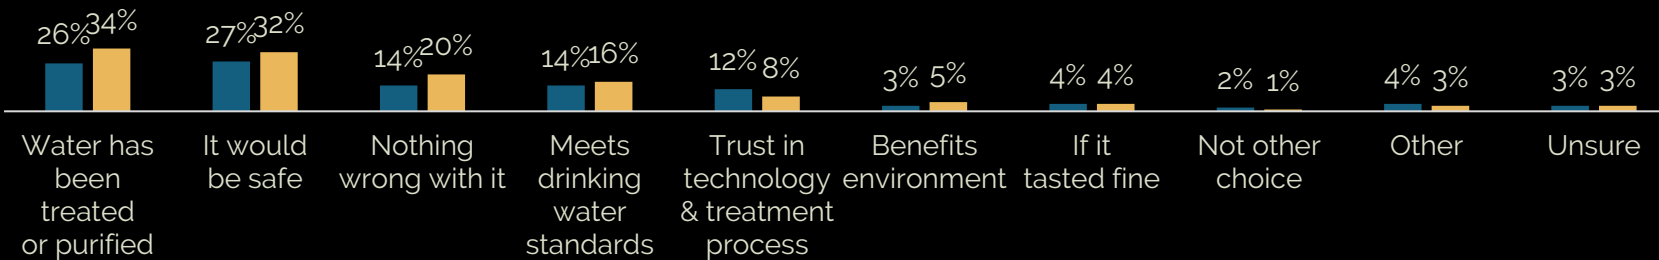 26% 34% 27% 32% 14% 20% 14% 16% 12% 8% 3% 5% 4% 4% 2% 1% 4% 3% 3% 3%
Water has
been
treated
or purified
It would
be safe
Nothing
wrong with it
Meets
drinking
water
standards
Trust in
technology
& treatment
process
Benefits
environment
If it
tasted fine
Not other
choice
Other
Unsure